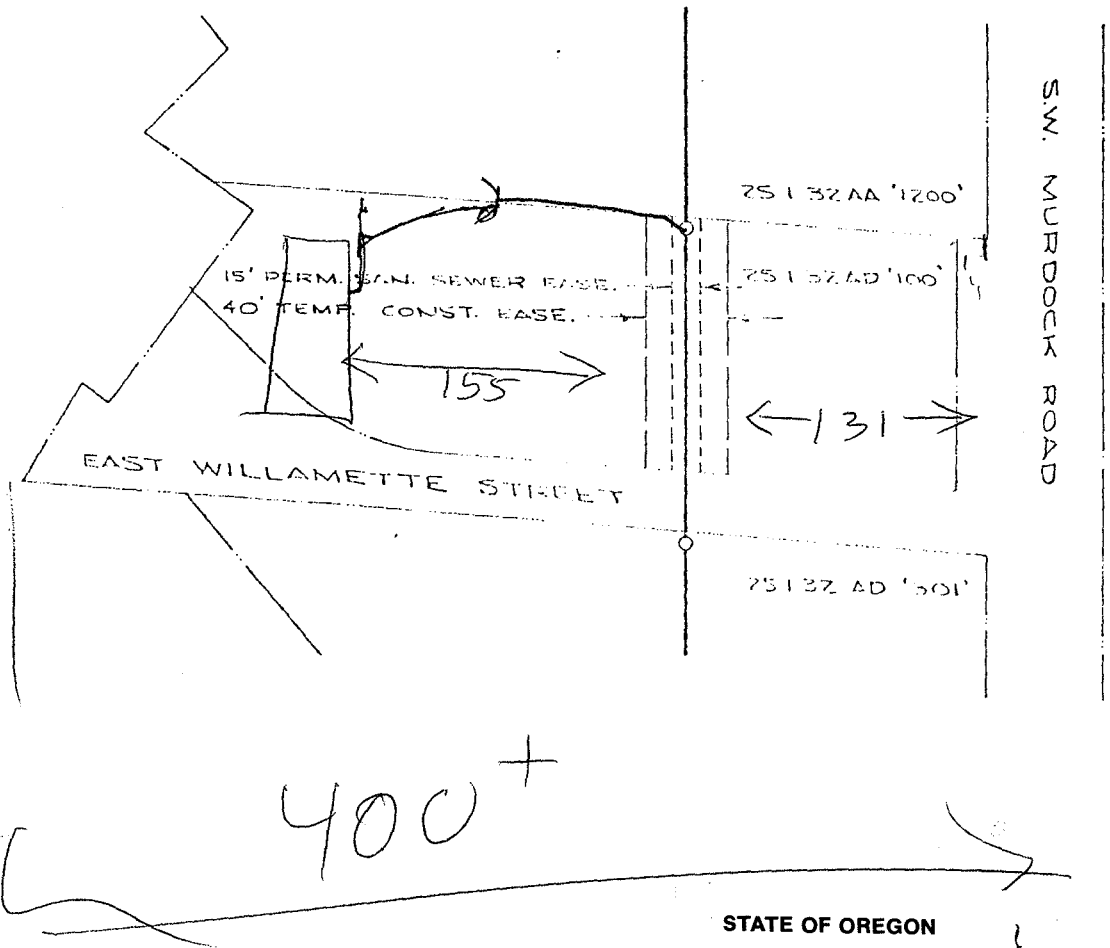 S.W. MURDOCK ROAD
2S 1 32 AA '1200'
15' PERM. SAN. SEWER EASE.
2S 1 32 AD '100'
40' TEMP. CONST. EASE.
155
131
EAST WILLAMETTE STREET
2S 1 32 AD '301'
400+
STATE OF OREGON